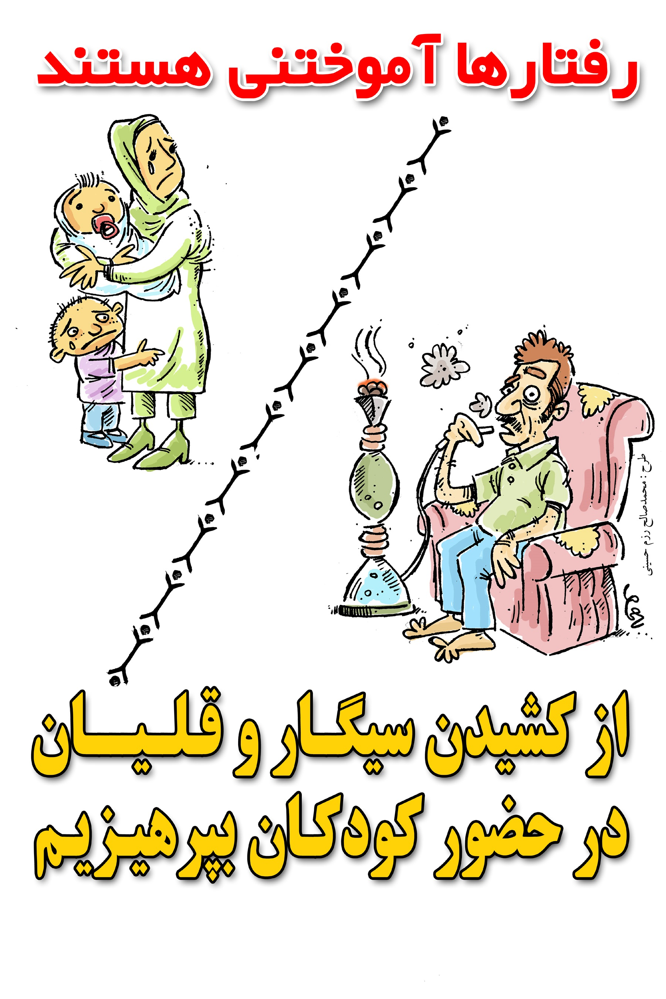 رفتارها آموختنی هستند
طرح : محمدصالح رزم حسینی
از کشیدن سیگار و قلیان
در حضور کودکان بپرهیزیم